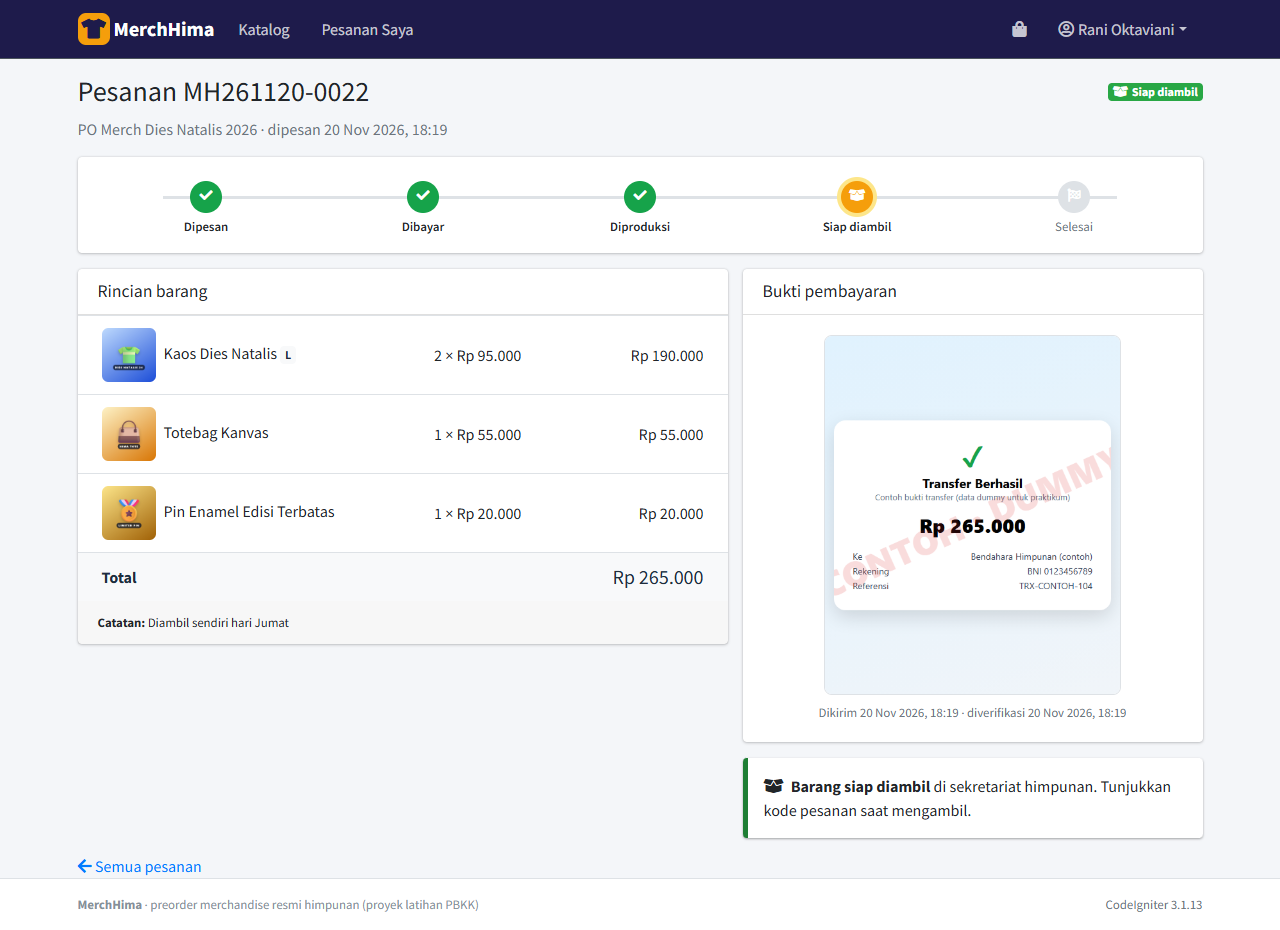 MerchHima Katalog Pesanan Saya Rani Oktaviani
Pesanan MH261120-0022
Siap diambil
PO Merch Dies Natalis 2026 · dipesan 20 Nov 2026, 18:19
Dipesan Dibayar Diproduksi Siap diambil Selesai
Rincian barang
Kaos Dies Natalis L 2 × Rp 95.000 Rp 190.000
Totebag Kanvas 1 × Rp 55.000 Rp 55.000
Pin Enamel Edisi Terbatas 1 × Rp 20.000 Rp 20.000
Total Rp 265.000
Catatan: Diambil sendiri hari Jumat
Bukti pembayaran
Transfer Berhasil
Contoh bukti transfer (data dummy untuk praktikum)
Rp 265.000
Ke Bendahara Himpunan (contoh)
Rekening BNI 0123456789
Referensi TRX-CONTOH-104
CONTOH - DUMMY
Dikirim 20 Nov 2026, 18:19 · diverifikasi 20 Nov 2026, 18:19
Barang siap diambil di sekretariat himpunan. Tunjukkan
kode pesanan saat mengambil.
Semua pesanan
MerchHima · preorder merchandise resmi himpunan (proyek latihan PBKK)
CodeIgniter 3.1.13